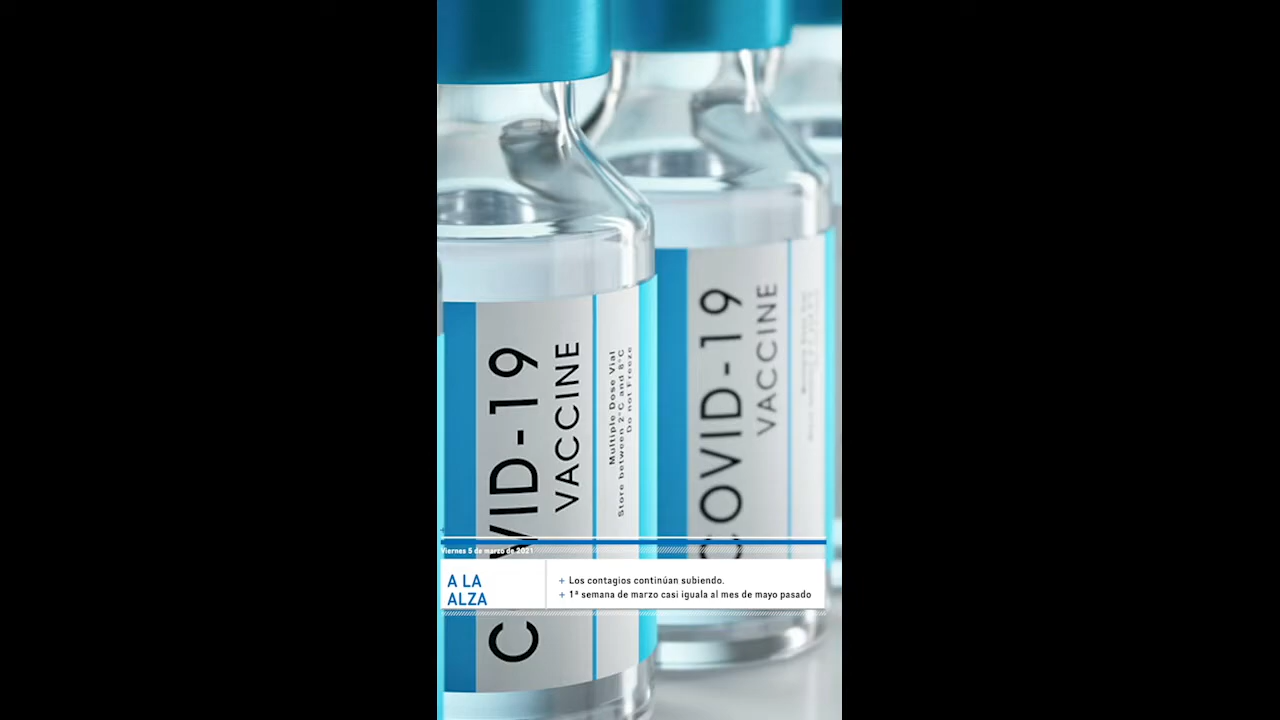 COVID-19
VACCINE
Multiple Dose Vial
Store between 2°C and 8°C
Do not Freeze
COVID-19
VACCINE
Viernes 5 de marzo de 2021
A LA
ALZA
+ Los contagios continúan subiendo.
+ 1ª semana de marzo casi iguala al mes de mayo pasado